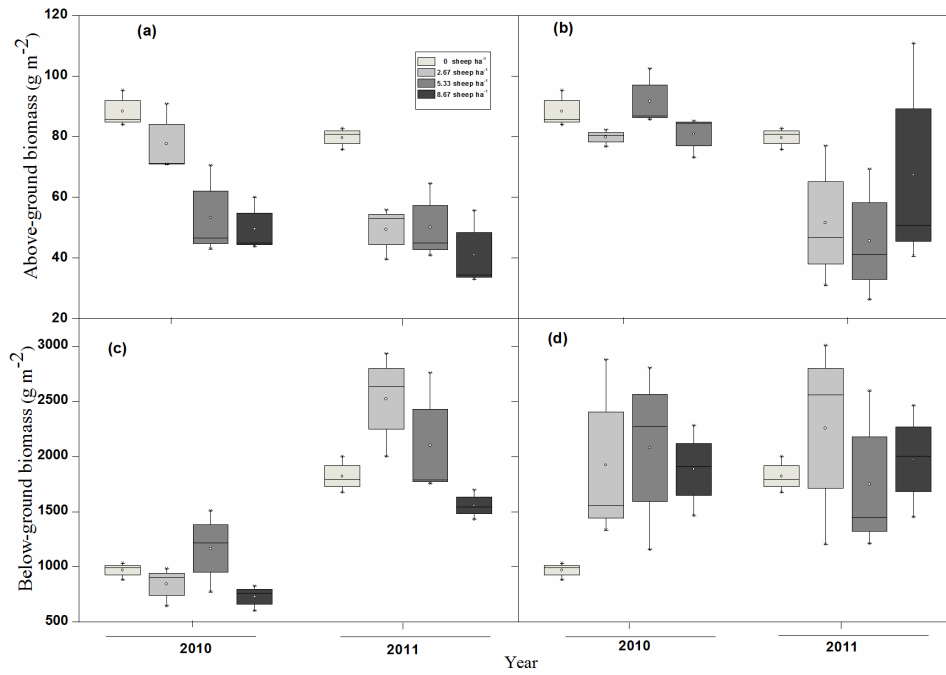 (a)
(b)
Above-ground biomass (g m-2)
120
100
80
60
40
20
0 sheep ha-1
2.67 sheep ha-1
5.33 sheep ha-1
8.67 sheep ha-1
(c)
(d)
Below-ground biomass (g m-2)
3000
2500
2000
1500
1000
500
2010
2011
2010
2011
Year